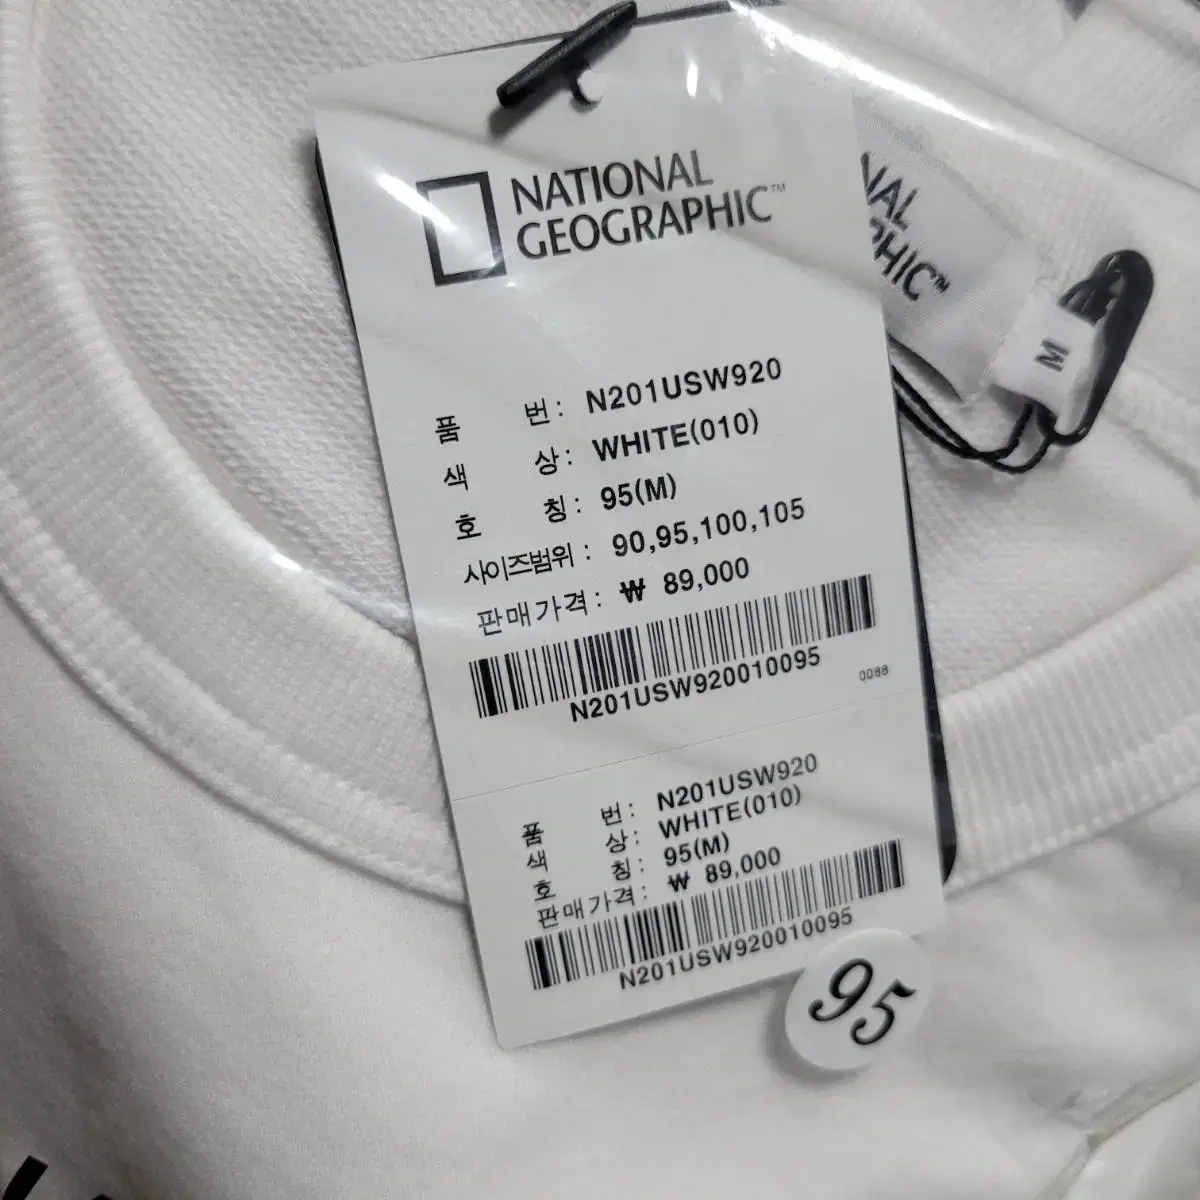 NATIONAL
GEOGRAPHIC™
품 번 : N201USW920
색 상 : WHITE(010)
호 칭 : 95(M)
사이즈범위 : 90,95,100,105
판매가격 : ₩ 89,000
N201USW920010095
0088
품 번 : N201USW920
색 상 : WHITE(010)
호 칭 : 95(M)
판매가격 : ₩ 89,000
N201USW920010095
95
NAL
PHIC™
M